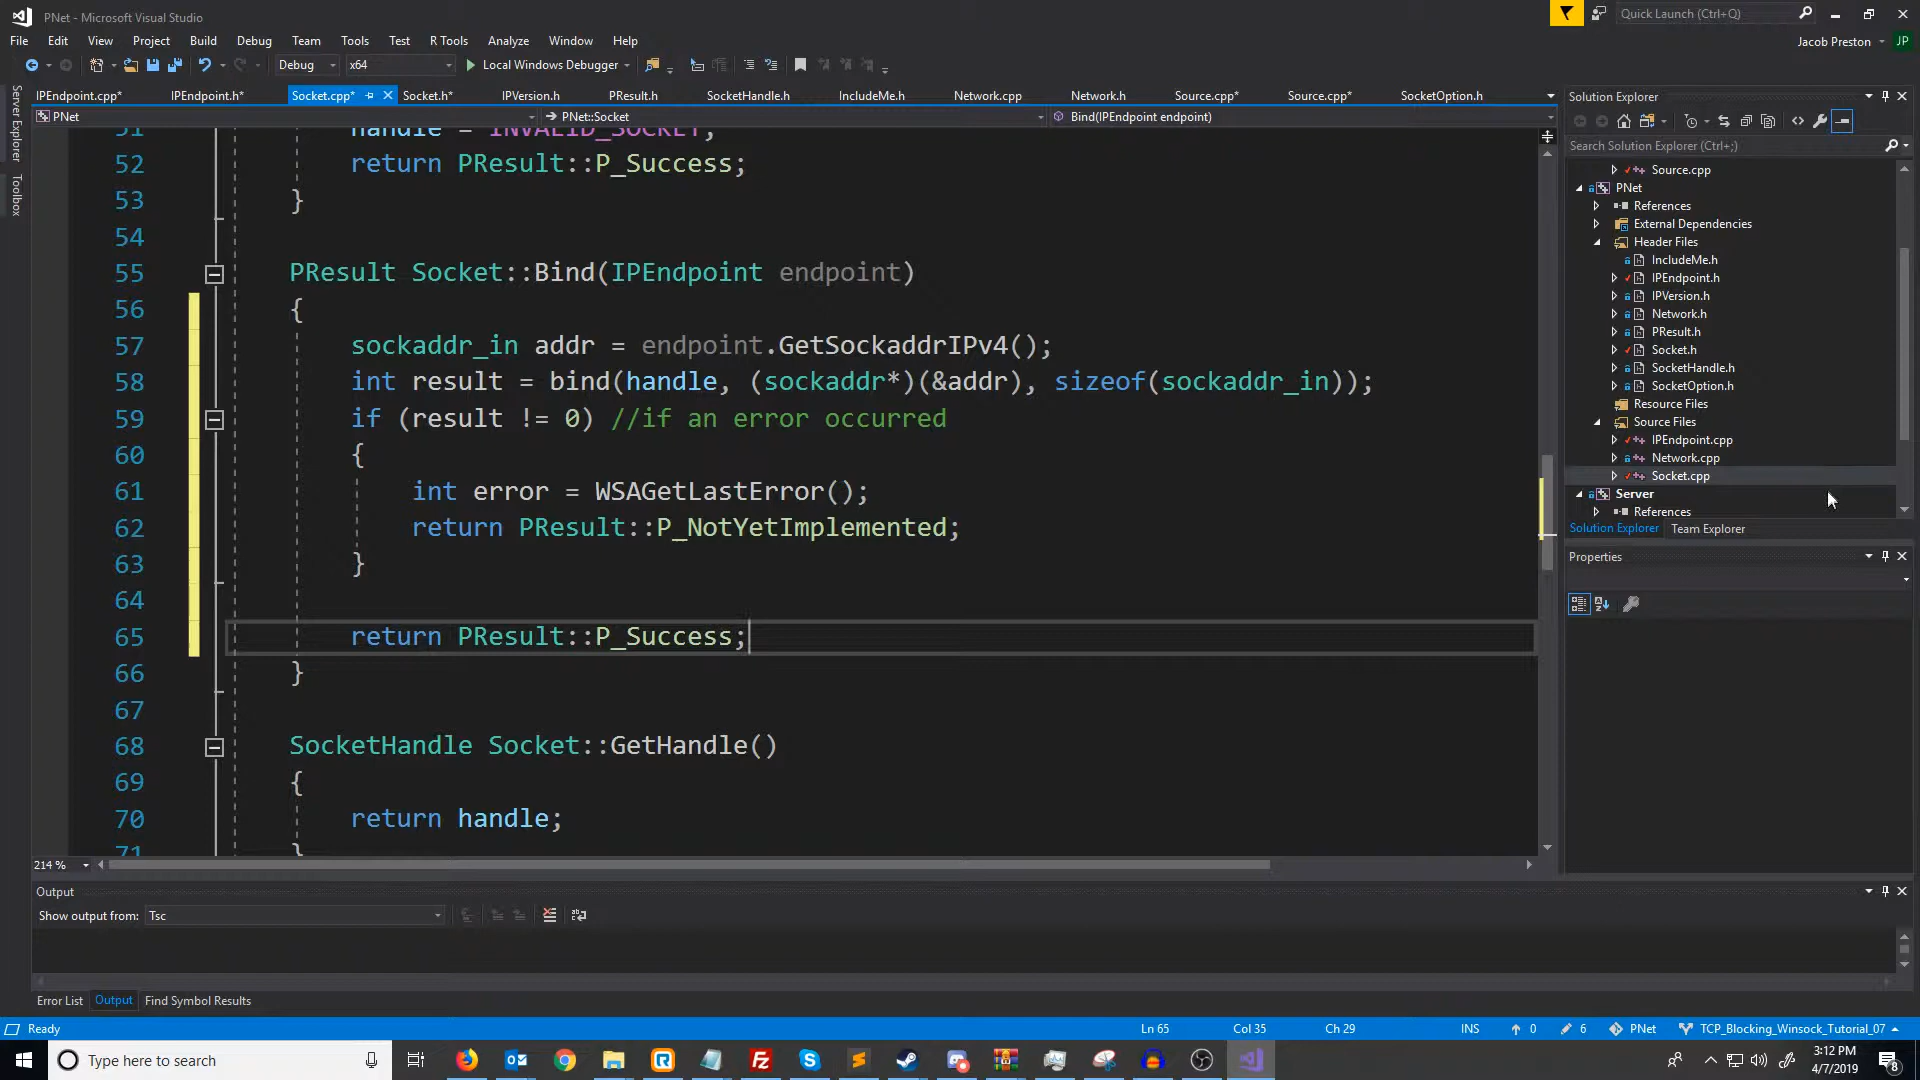 PNet - Microsoft Visual Studio
Quick Launch (Ctrl+Q)
File Edit View Project Build Debug Team Tools Test R Tools Analyze Window Help
Jacob Preston JP
Debug x64 Local Windows Debugger
IPEndpoint.cpp* IPEndpoint.h* Socket.cpp* Socket.h* IPVersion.h PResult.h SocketHandle.h IncludeMe.h Network.cpp Network.h Source.cpp* Source.cpp* SocketOption.h
PNet PNet::Socket Bind(IPEndpoint endpoint)
Server Explorer
Toolbox
51 handle = INVALID_SOCKET;
52 return PResult::P_Success;
53 }
54
55 PResult Socket::Bind(IPEndpoint endpoint)
56 {
57 sockaddr_in addr = endpoint.GetSockaddrIPv4();
58 int result = bind(handle, (sockaddr*)(&addr), sizeof(sockaddr_in));
59 if (result != 0) //if an error occurred
60 {
61 int error = WSAGetLastError();
62 return PResult::P_NotYetImplemented;
63 }
64
65 return PResult::P_Success;
66 }
67
68 SocketHandle Socket::GetHandle()
69 {
70 return handle;
71 }
214 %
Solution Explorer
Search Solution Explorer (Ctrl+;)
Source.cpp
PNet
References
External Dependencies
Header Files
IncludeMe.h
IPEndpoint.h
IPVersion.h
Network.h
PResult.h
Socket.h
SocketHandle.h
SocketOption.h
Resource Files
Source Files
IPEndpoint.cpp
Network.cpp
Socket.cpp
Server
References
Solution Explorer Team Explorer
Properties
Output
Show output from: Tsc
Error List Output Find Symbol Results
Ready Ln 65 Col 35 Ch 29 INS 0 6 PNet TCP_Blocking_Winsock_Tutorial_07
Type here to search
3:12 PM
4/7/2019
8